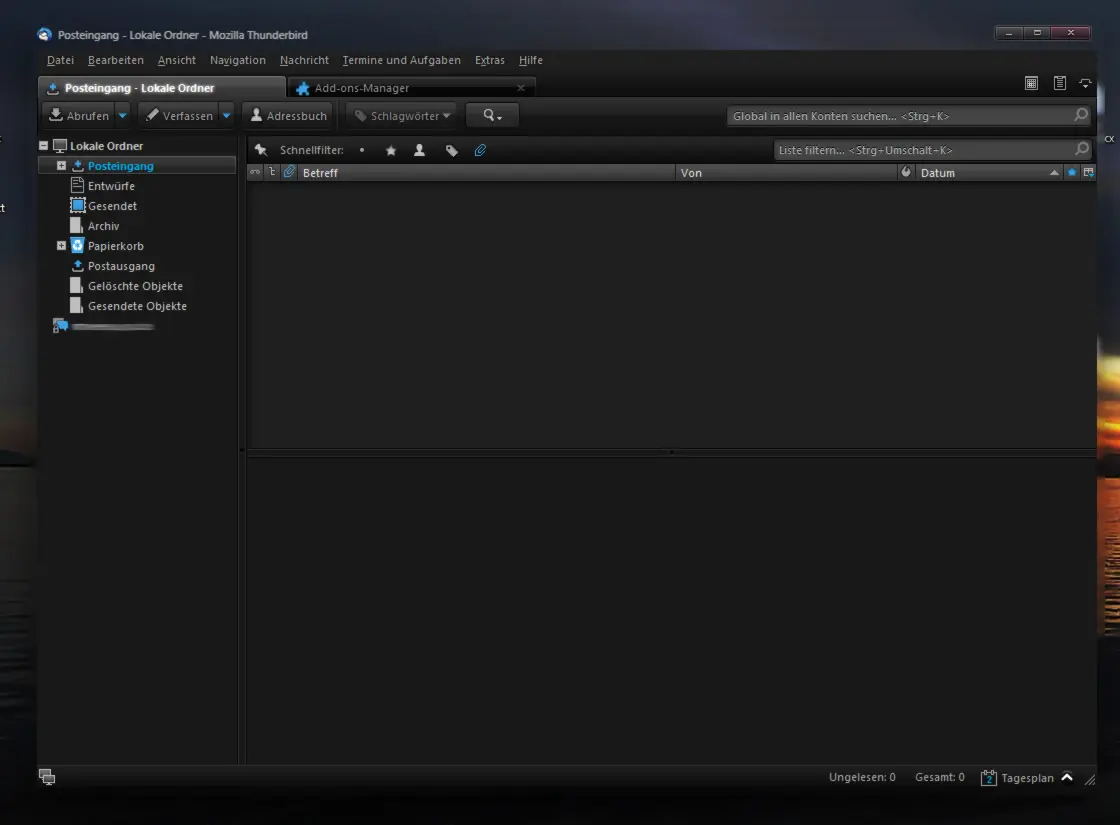 Posteingang - Lokale Ordner - Mozilla Thunderbird
Datei Bearbeiten Ansicht Navigation Nachricht Termine und Aufgaben Extras Hilfe
Posteingang - Lokale Ordner Add-ons-Manager
Abrufen Verfassen Adressbuch Schlagwörter Global in allen Konten suchen... <Strg+K>
Lokale Ordner
Schnellfilter: Liste filtern... <Strg+Umschalt+K>
Posteingang
Betreff Von Datum
Entwürfe
Gesendet
Archiv
Papierkorb
Postausgang
Gelöschte Objekte
Gesendete Objekte
Ungelesen: 0 Gesamt: 0 2 Tagesplan